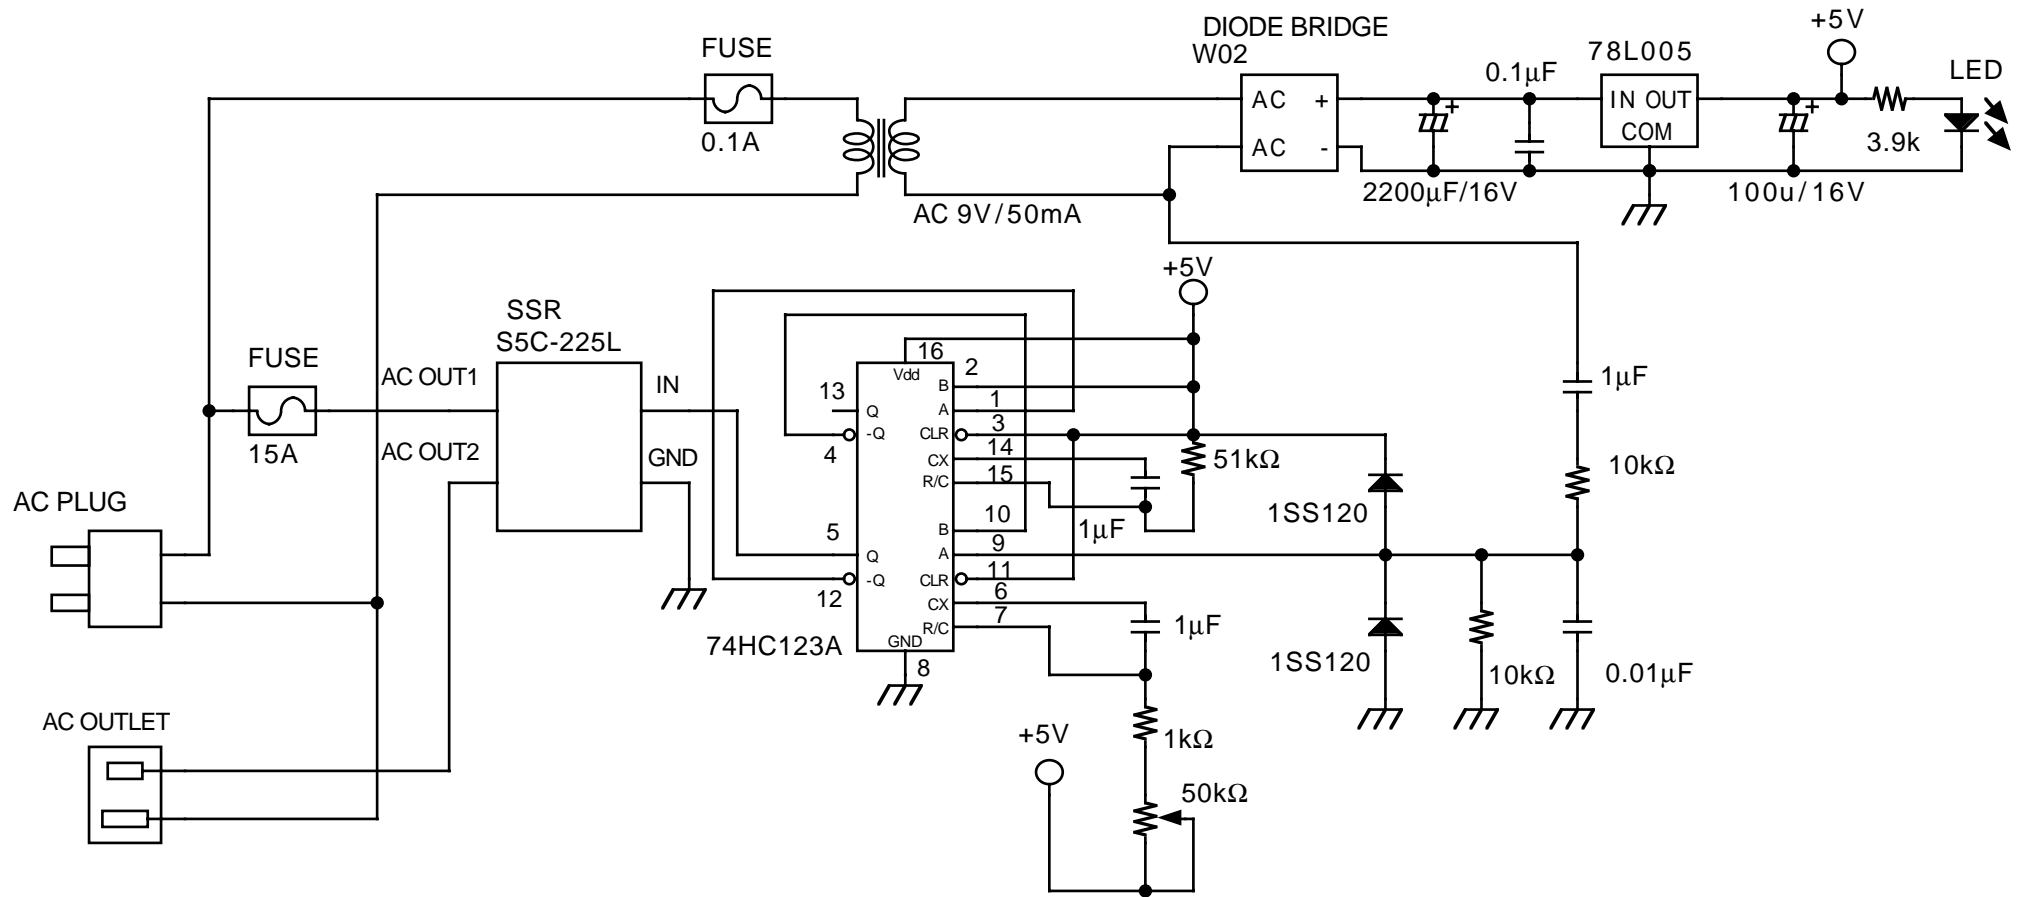 DIODE BRIDGE
W02
FUSE
0.1A
AC 9V/50mA
AC +
AC -
2200μF/16V
0.1μF
78L005
IN OUT
COM
+
+
100u/16V
+5V
3.9k
LED
SSR
S5C-225L
FUSE
15A
AC OUT1
AC OUT2
IN
GND
AC PLUG
AC OUTLET
+5V
16
Vdd
13
Q
-Q
4
5
Q
-Q
12
74HC123A
GND
8
B
2
A
1
CLR
3
CX
14
R/C
15
B
10
A
9
CLR
11
CX
6
R/C
7
1μF
51kΩ
1SS120
1SS120
1μF
10kΩ
10kΩ
0.01μF
1μF
1kΩ
50kΩ
+5V